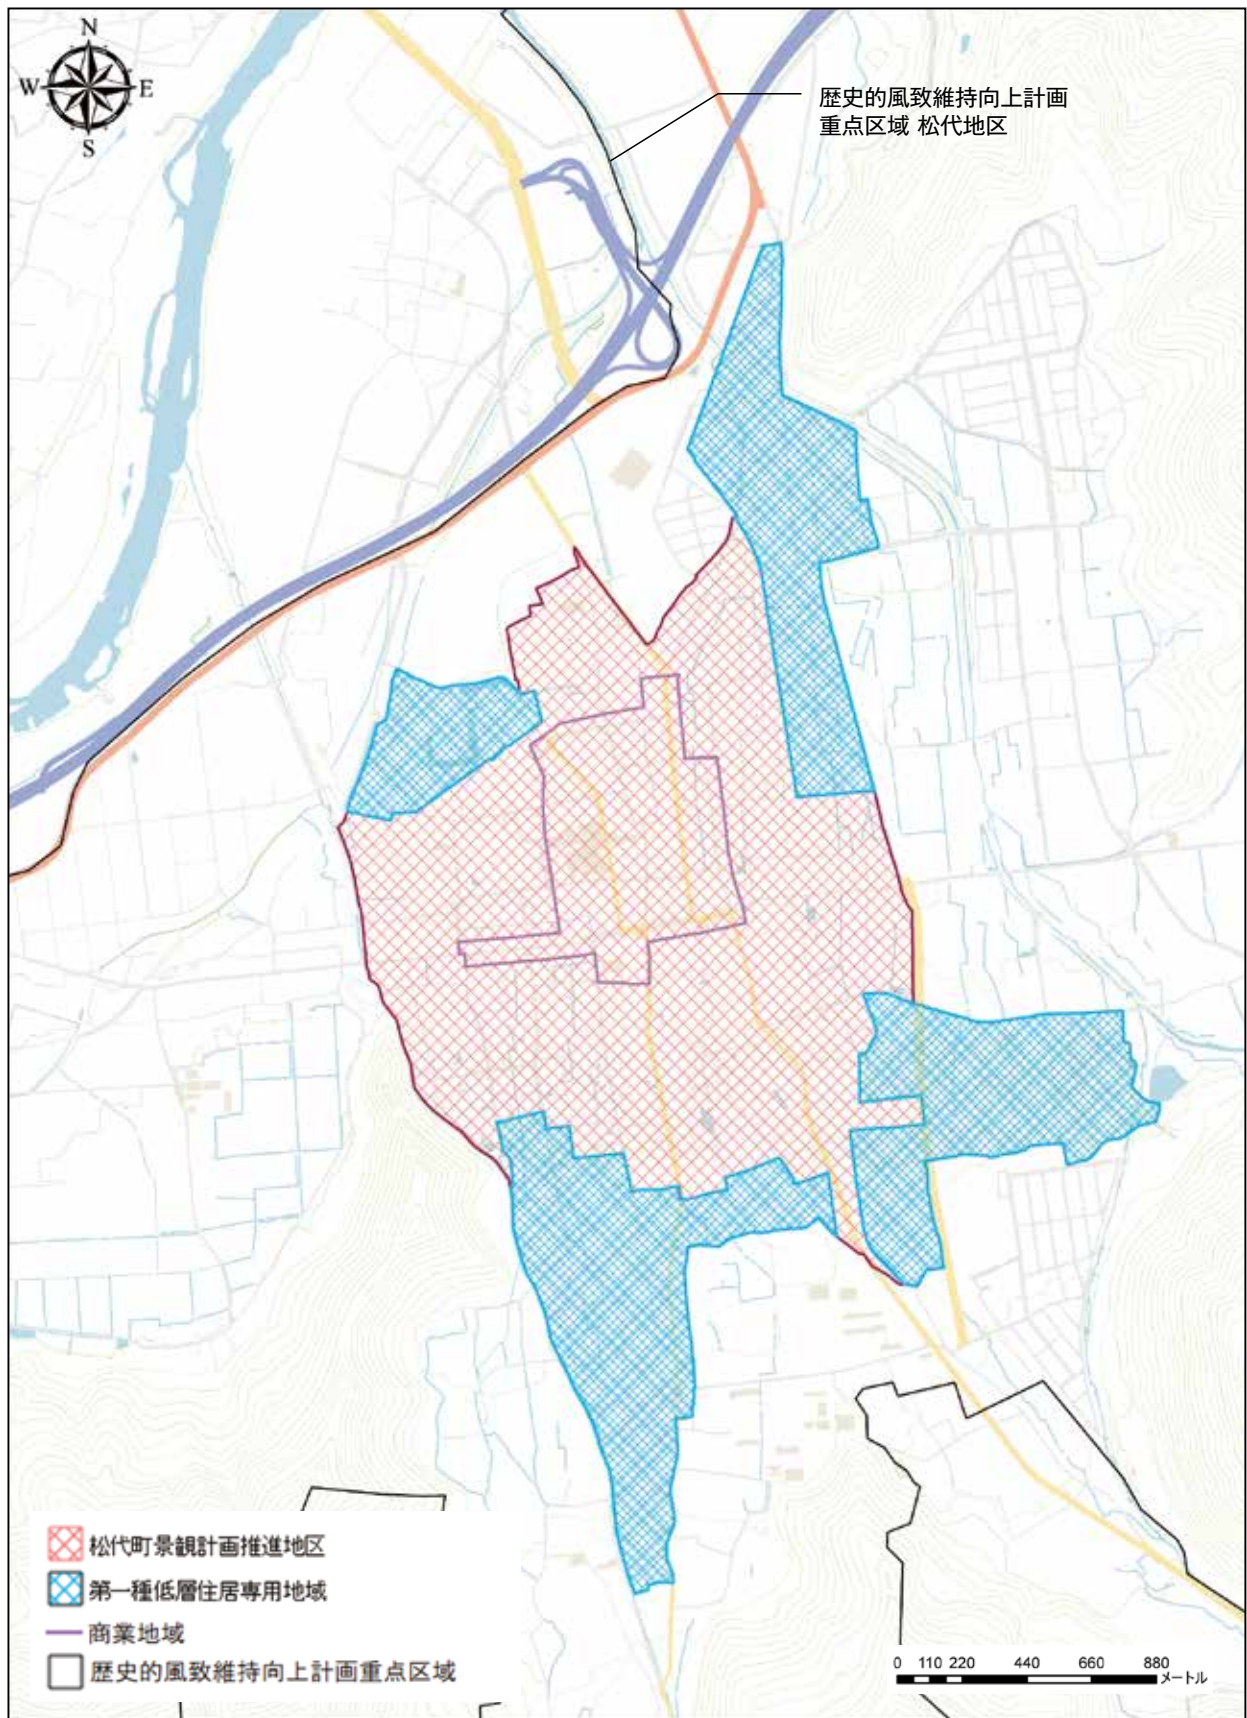 N
W E
S
歴史的風致維持向上計画
重点区域 松代地区
松代町景観計画推進地区
第一種低層住居専用地域
商業地域
歴史的風致維持向上計画重点区域
0 110 220 440 660 880
メートル